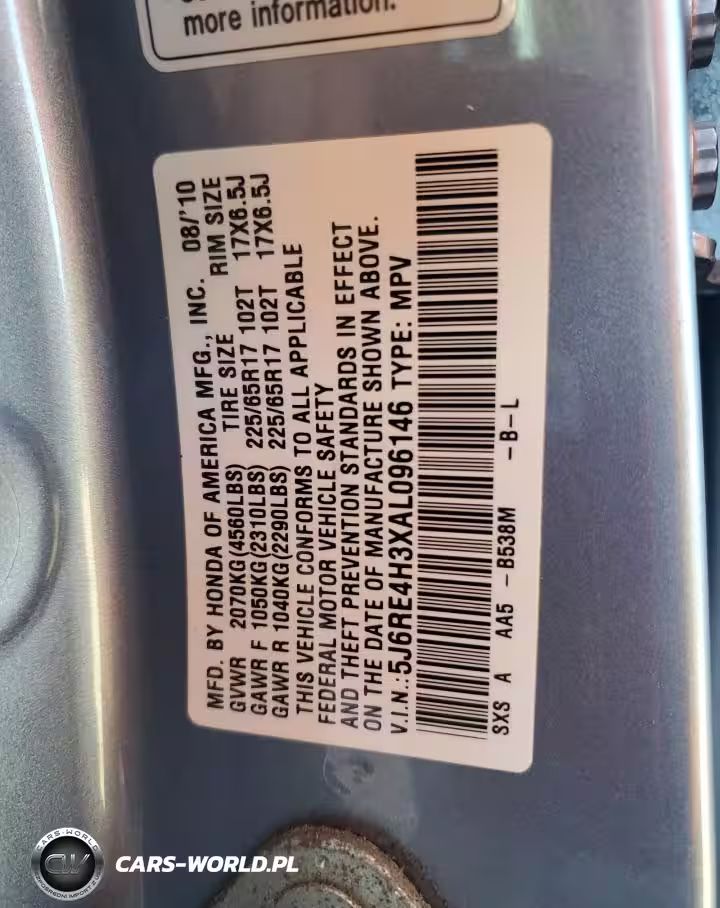 more information.
MFD. BY HONDA OF AMERICA MFG., INC. 08/'10
GVWR 2070KG(4560LBS) TIRE SIZE RIM SIZE
GAWR F 1050KG(2310LBS) 225/65R17 102T 17X6.5J
GAWR R 1040KG(2290LBS) 225/65R17 102T 17X6.5J
THIS VEHICLE CONFORMS TO ALL APPLICABLE
FEDERAL MOTOR VEHICLE SAFETY
AND THEFT PREVENTION STANDARDS IN EFFECT
ON THE DATE OF MANUFACTURE SHOWN ABOVE.
V.I.N.:5J6RE4H3XAL096146 TYPE: MPV
SXS A AA5 -B538M -B-L
CARS-WORLD
CW
CARS-WORLD.PL